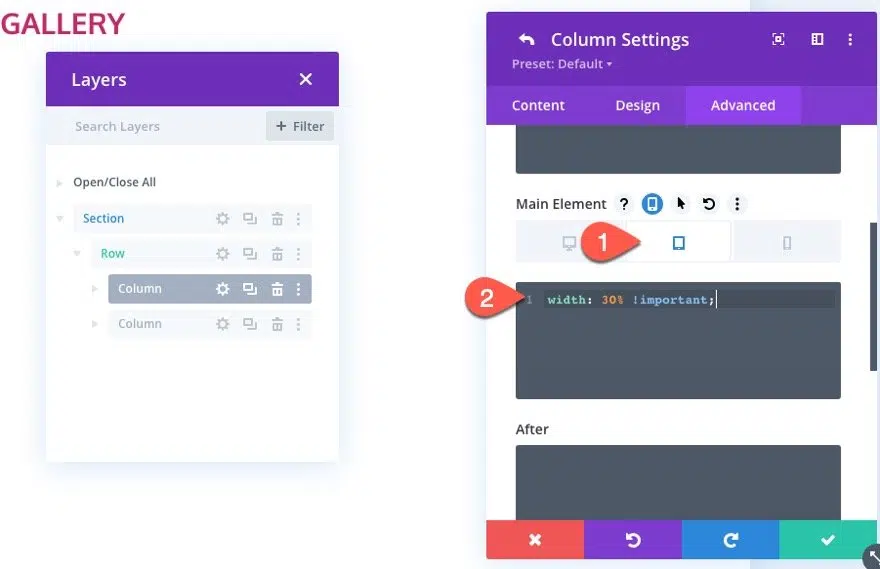 GALLERY
Layers
Search Layers
Filter
Open/Close All
Section
Row
Column
Column
Column Settings
Preset: Default
Content Design Advanced
Main Element ?
1
2
1 width: 30% !important;
After